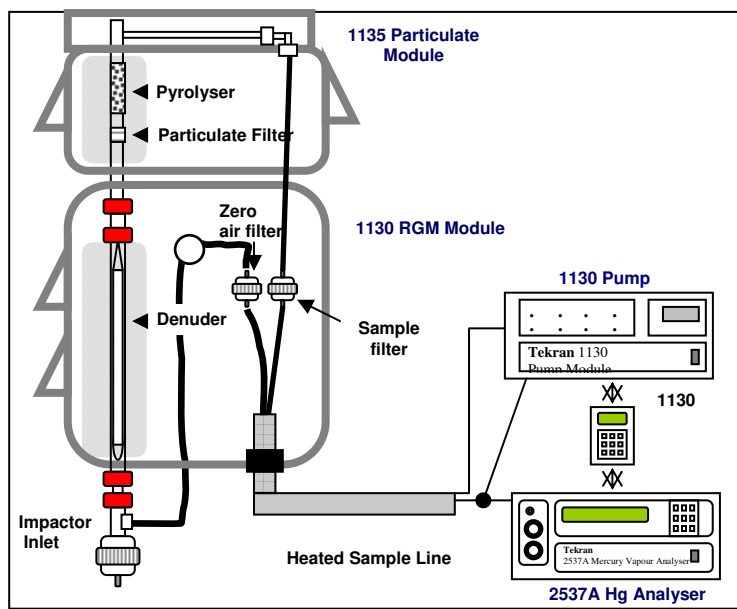 1135 Particulate
Module
Pyrolyser
Particulate Filter
Zero
air filter
1130 RGM Module
1130 Pump
Denuder
Sample
filter
Tekran 1130
Pump Module
1130
Impactor
Inlet
Heated Sample Line
Tekran
2537A Mercury Vapour Analyser
2537A Hg Analyser